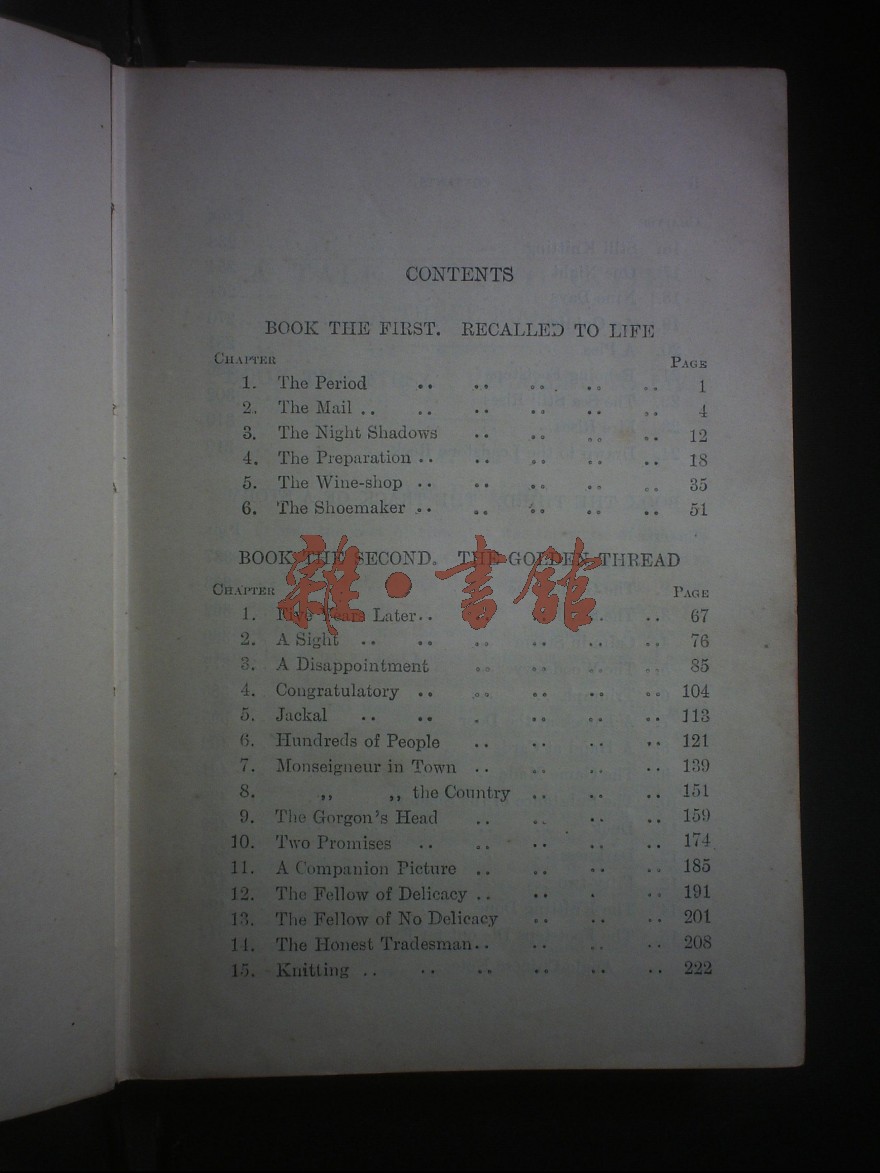 CONTENTS
BOOK THE FIRST. RECALLED TO LIFE
CHAPTER PAGE
1. The Period .. .. .. .. .. 1
2. The Mail .. .. .. .. .. .. 4
3. The Night Shadows .. .. .. .. 12
4. The Preparation .. .. .. .. .. 18
5. The Wine-shop .. .. .. .. .. 35
6. The Shoemaker .. .. .. .. .. 51
BOOK THE SECOND. THE GOLDEN THREAD
雜·書館
CHAPTER PAGE
1. Five Years Later .. .. .. .. .. 67
2. A Sight .. .. .. .. .. .. 76
3. A Disappointment .. .. .. .. 85
4. Congratulatory .. .. .. .. .. 104
5. Jackal .. .. . .. .. .. 113
6. Hundreds of People .. .. .. .. 121
7. Monseigneur in Town .. .. .. .. 139
8. ,, ,, the Country .. .. .. 151
9. The Gorgon's Head .. .. .. .. 159
10. Two Promises .. .. .. .. .. 174
11. A Companion Picture .. .. .. .. 185
12. The Fellow of Delicacy .. .. . .. 191
13. The Fellow of No Delicacy .. .. .. 201
14. The Honest Tradesman .. .. .. .. 208
15. Knitting .. .. .. .. .. .. 222